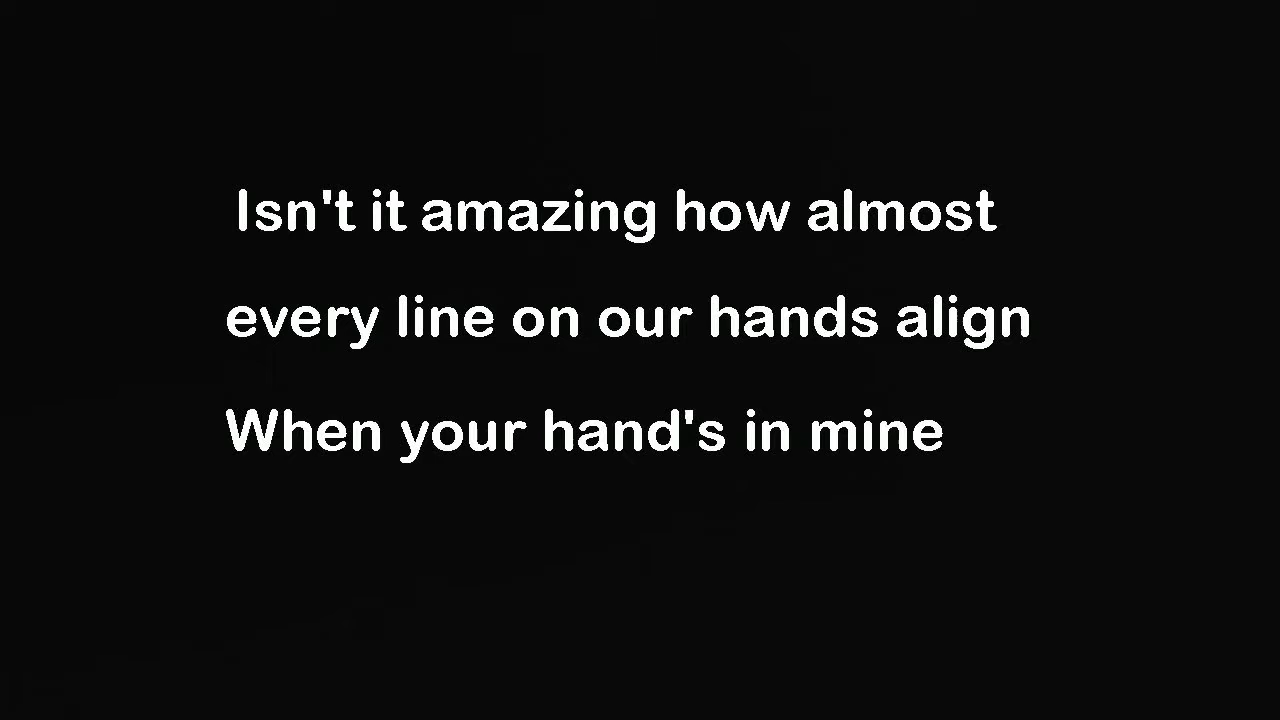 Isn't it amazing how almost
every line on our hands align
When your hand's in mine